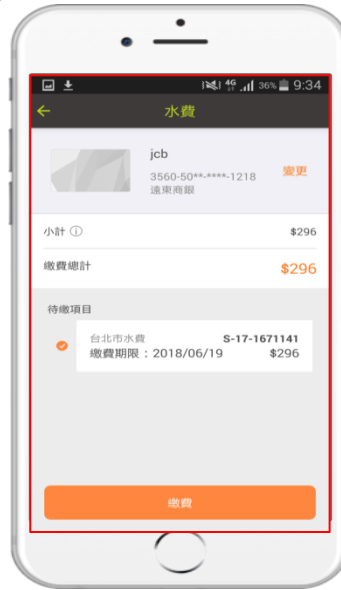 4G 36% 9:34
水費
jcb
3560-50**-****-1218
變更
遠東商銀
小計 $296
繳費總計 $296
待繳項目
台北市水費 S-17-1671141
繳費期限：2018/06/19 $296
繳費